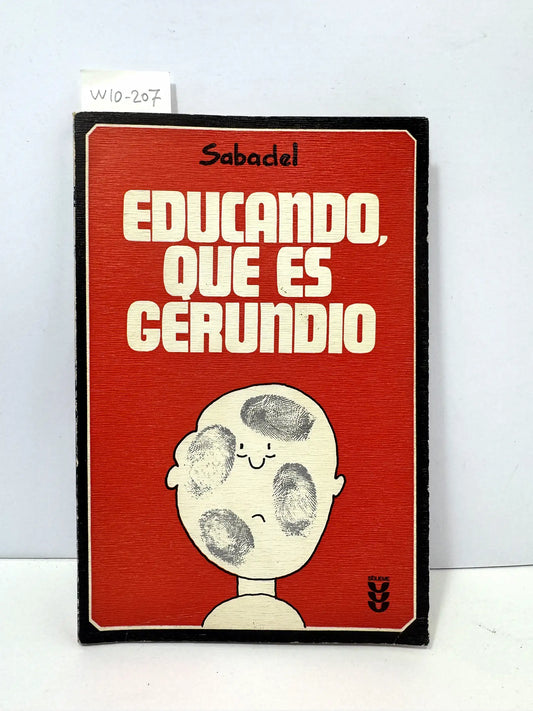 W10-207
Sabadel
EDUCANDO,
QUE ES
GERUNDIO